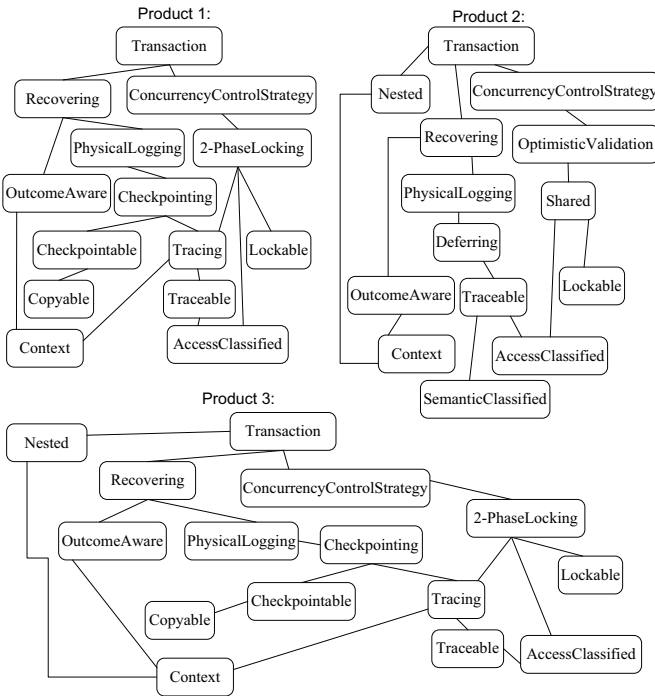 Product 1:
Transaction
Recovering
ConcurrencyControlStrategy
PhysicalLogging
2-PhaseLocking
OutcomeAware
Checkpointing
Checkpointable
Tracing
Lockable
Copyable
Traceable
Context
AccessClassified
Product 2:
Transaction
Nested
ConcurrencyControlStrategy
Recovering
OptimisticValidation
PhysicalLogging
Shared
Deferring
OutcomeAware
Traceable
Lockable
Context
AccessClassified
SemanticClassified
Product 3:
Nested
Transaction
Recovering
ConcurrencyControlStrategy
2-PhaseLocking
OutcomeAware
PhysicalLogging
Checkpointing
Lockable
Copyable
Checkpointable
Tracing
Traceable
AccessClassified
Context